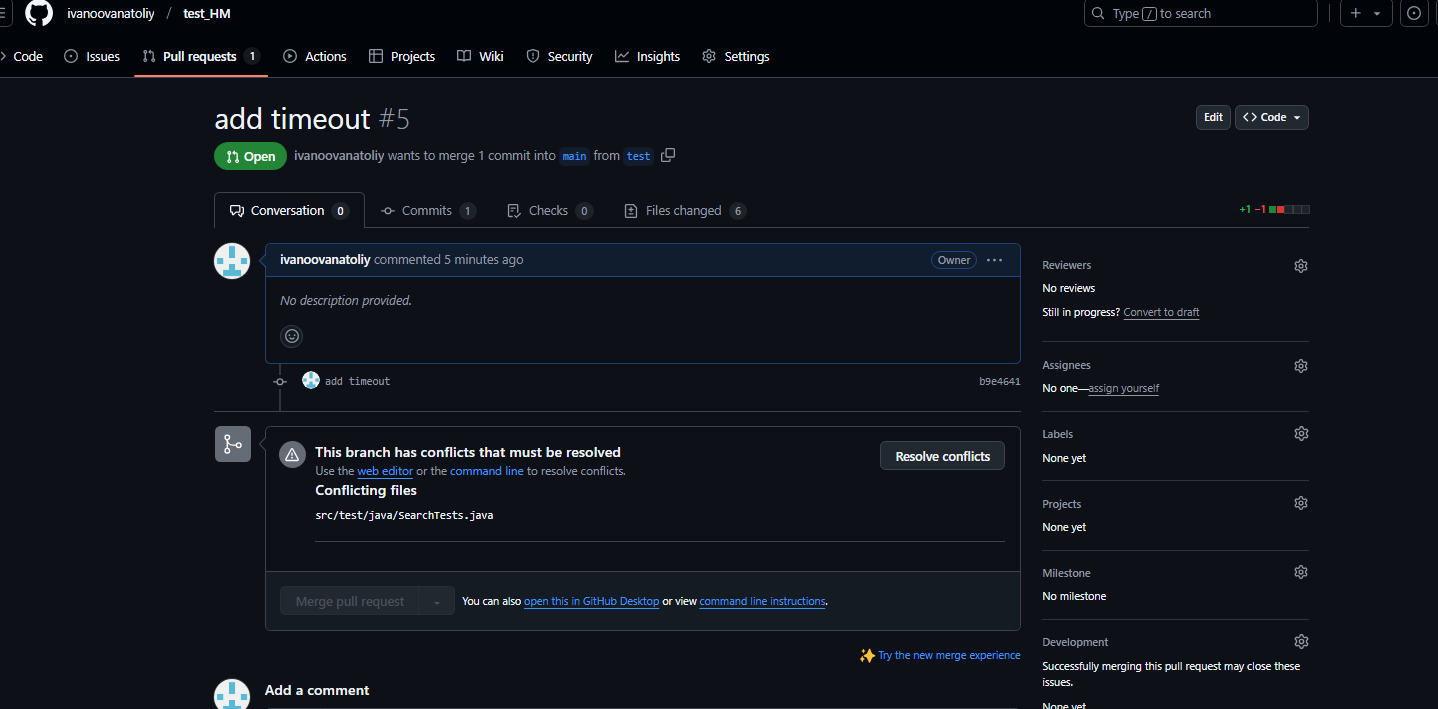 ivanoovanatoliy / test_HM
Type / to search
Code Issues Pull requests 1 Actions Projects Wiki Security Insights Settings
add timeout #5
Edit
Code
Open
ivanoovanatoliy wants to merge 1 commit into main from test
Conversation 0 Commits 1 Checks 0 Files changed 6
+1 −1
ivanoovanatoliy commented 5 minutes ago
Owner
No description provided.
add timeout
b9e4641
This branch has conflicts that must be resolved
Use the web editor or the command line to resolve conflicts.
Resolve conflicts
Conflicting files
src/test/java/SearchTests.java
Merge pull request
You can also open this in GitHub Desktop or view command line instructions.
Try the new merge experience
Add a comment
Reviewers
No reviews
Still in progress? Convert to draft
Assignees
No one—assign yourself
Labels
None yet
Projects
None yet
Milestone
No milestone
Development
Successfully merging this pull request may close these
issues.
None yet